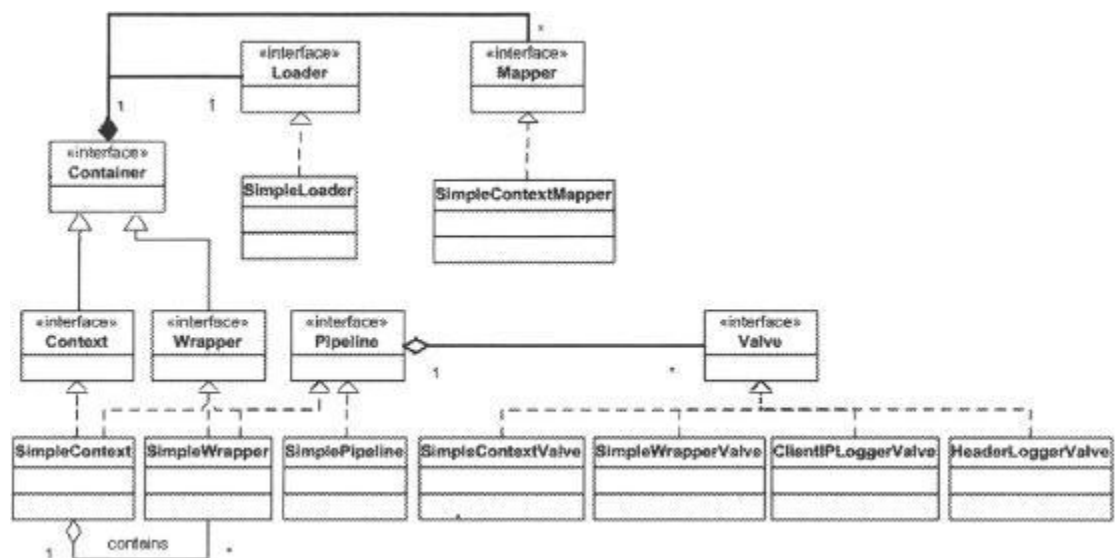 *
«interface»
Loader
«interface»
Mapper
1
1
«interface»
Container
SimpleLoader
SimpleContextMapper
«interface»
Context
«interface»
Wrapper
«interface»
Pipeline
«interface»
Valve
1
*
SimpleContext
SimpleWrapper
SimplePipeline
SimpleContextValve
SimpleWrapperValve
ClientIPLoggerValve
HeaderLoggerValve
1
contains
*